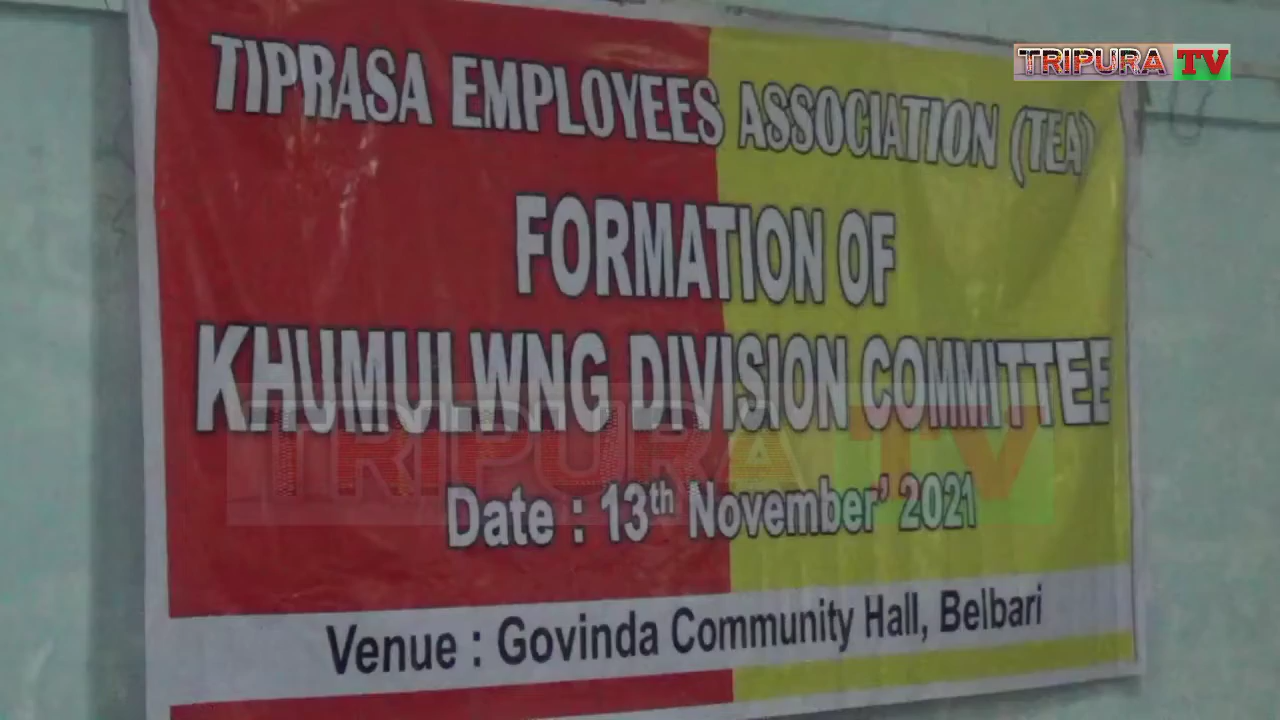 TRIPURA TV
TIPRASA EMPLOYEES ASSOCIATION (TEA)
FORMATION OF
KHUMULWNG DIVISION COMMITTEE
TRIPURA TV
Date : 13th November' 2021
Venue : Govinda Community Hall, Belbari